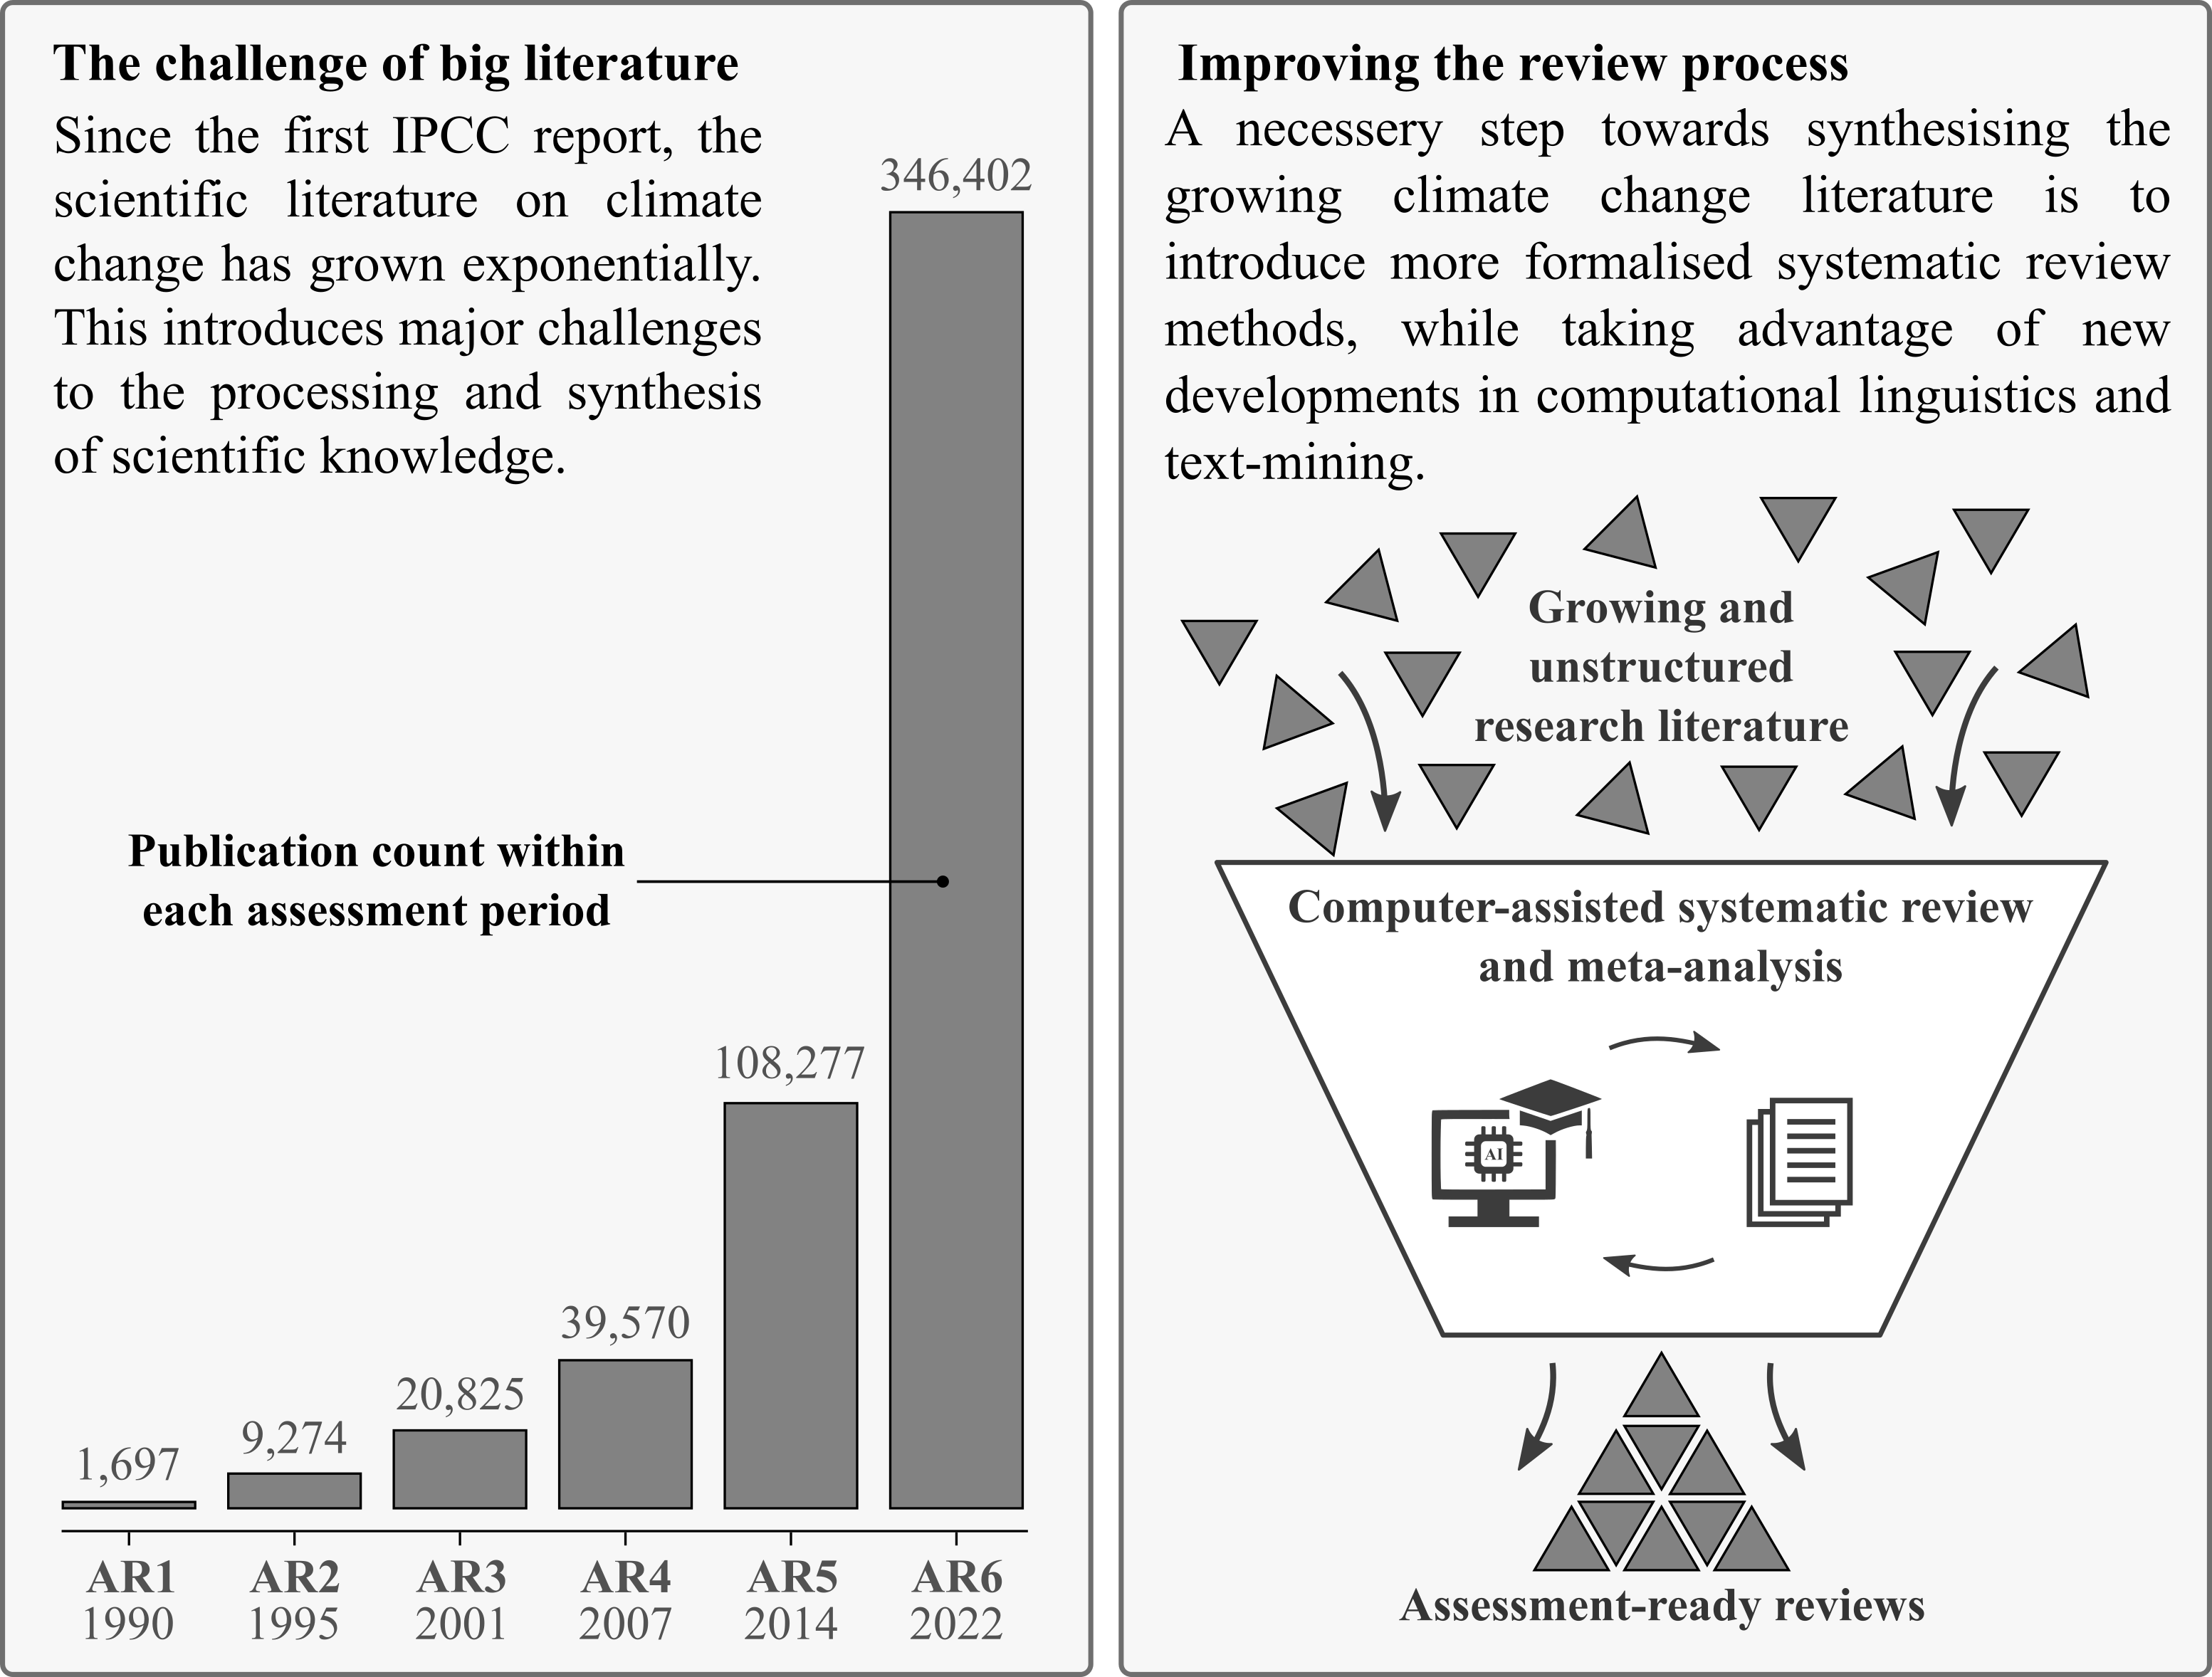 The challenge of big literature
Since the first IPCC report, the
scientific literature on climate
change has grown exponentially.
This introduces major challenges
to the processing and synthesis
of scientific knowledge.
346,402
Publication count within
each assessment period
108,277
39,570
20,825
9,274
1,697
AR1 AR2 AR3 AR4 AR5 AR6
1990 1995 2001 2007 2014 2022
Improving the review process
A necessery step towards synthesising the
growing climate change literature is to
introduce more formalised systematic review
methods, while taking advantage of new
developments in computational linguistics and
text-mining.
Growing and
unstructured
research literature
Computer-assisted systematic review
and meta-analysis
AI
Assessment-ready reviews